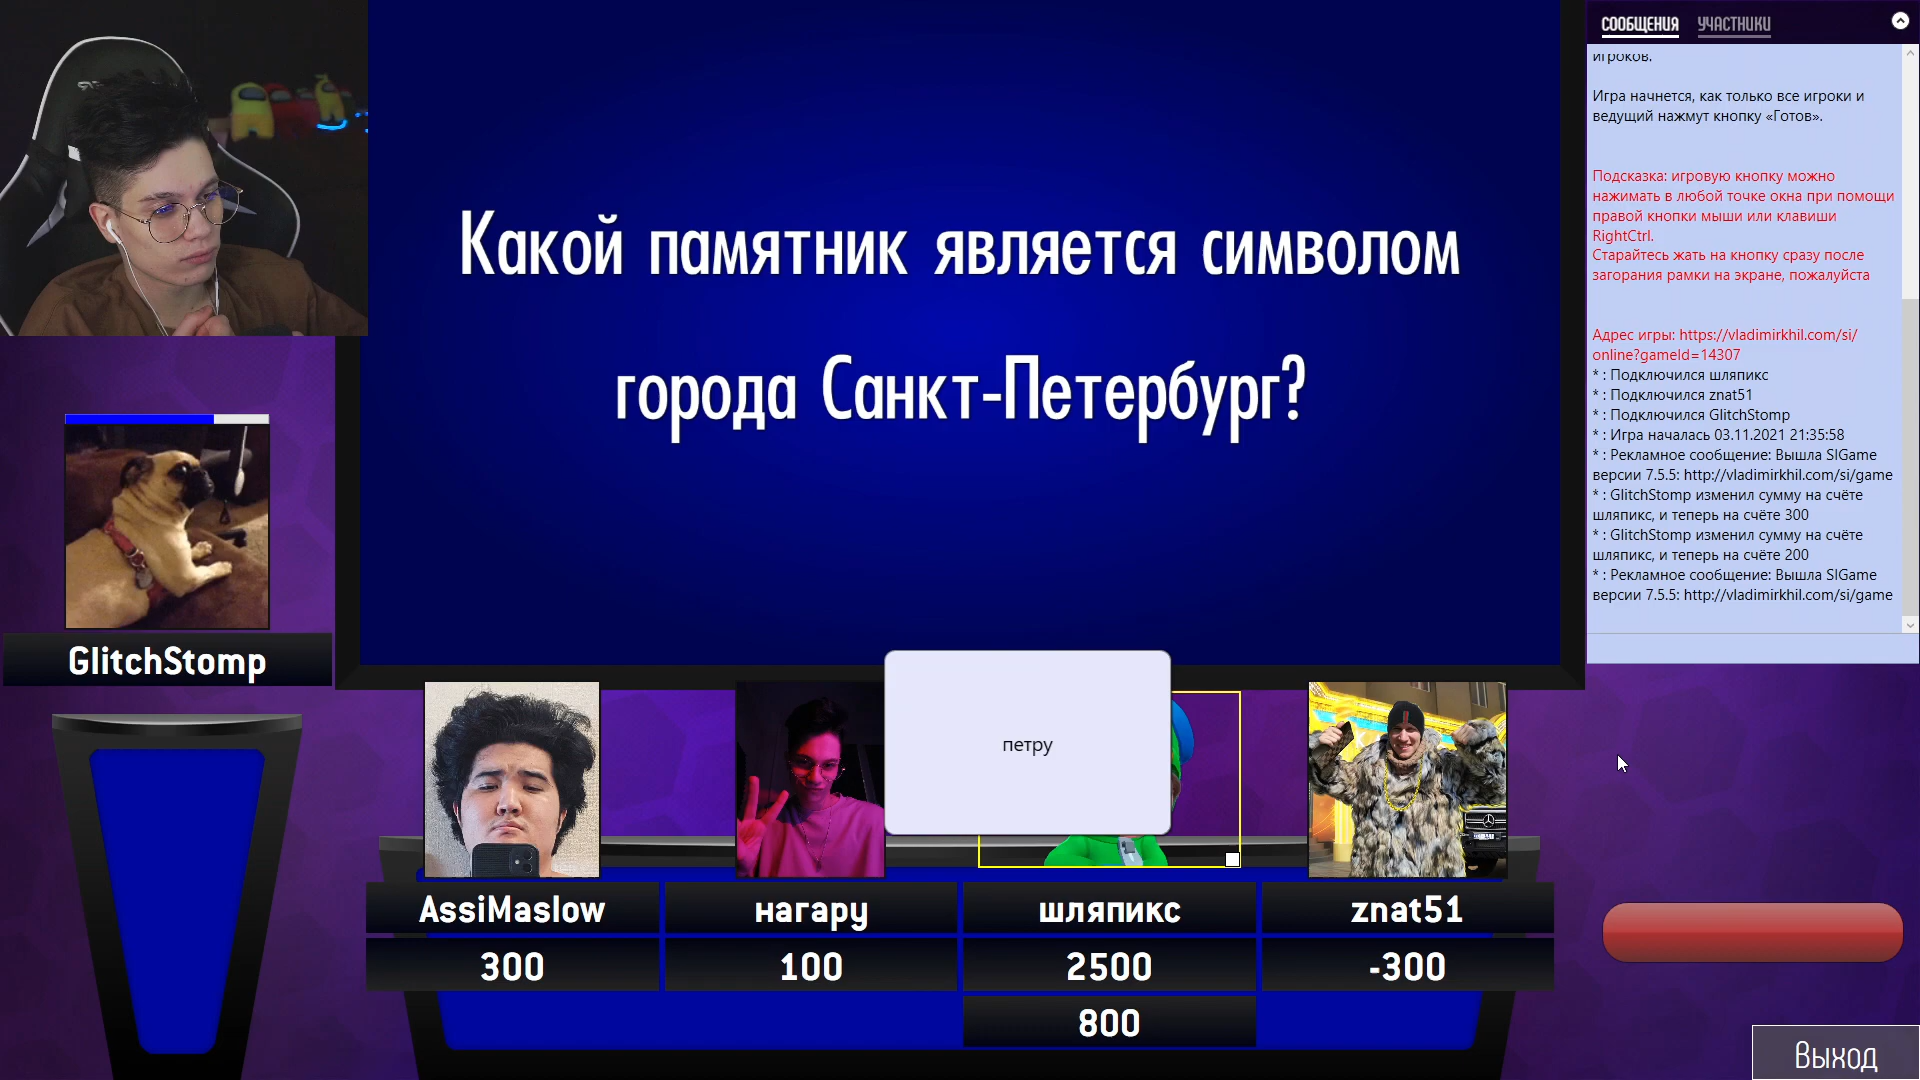 Какой памятник является символом
города Санкт-Петербург?
СООБЩЕНИЯ УЧАСТНИКИ
игроков.
Игра начнется, как только все игроки и
ведущий нажмут кнопку «Готов».
Подсказка: игровую кнопку можно
нажимать в любой точке окна при помощи
правой кнопки мыши или клавиши
RightCtrl.
Старайтесь жать на кнопку сразу после
загорания рамки на экране, пожалуйста
Адрес игры: https://vladimirkhil.com/si/
online?gameId=14307
* : Подключился шляпикс
* : Подключился znat51
* : Подключился GlitchStomp
* : Игра началась 03.11.2021 21:35:58
* : Рекламное сообщение: Вышла SIGame
версии 7.5.5: http://vladimirkhil.com/si/game
* : GlitchStomp изменил сумму на счёте
шляпикс, и теперь на счёте 300
* : GlitchStomp изменил сумму на счёте
шляпикс, и теперь на счёте 200
* : Рекламное сообщение: Вышла SIGame
версии 7.5.5: http://vladimirkhil.com/si/game
GlitchStomp
петру
AssiMaslow нагару шляпикс znat51
300 100 2500 -300
800
Выход